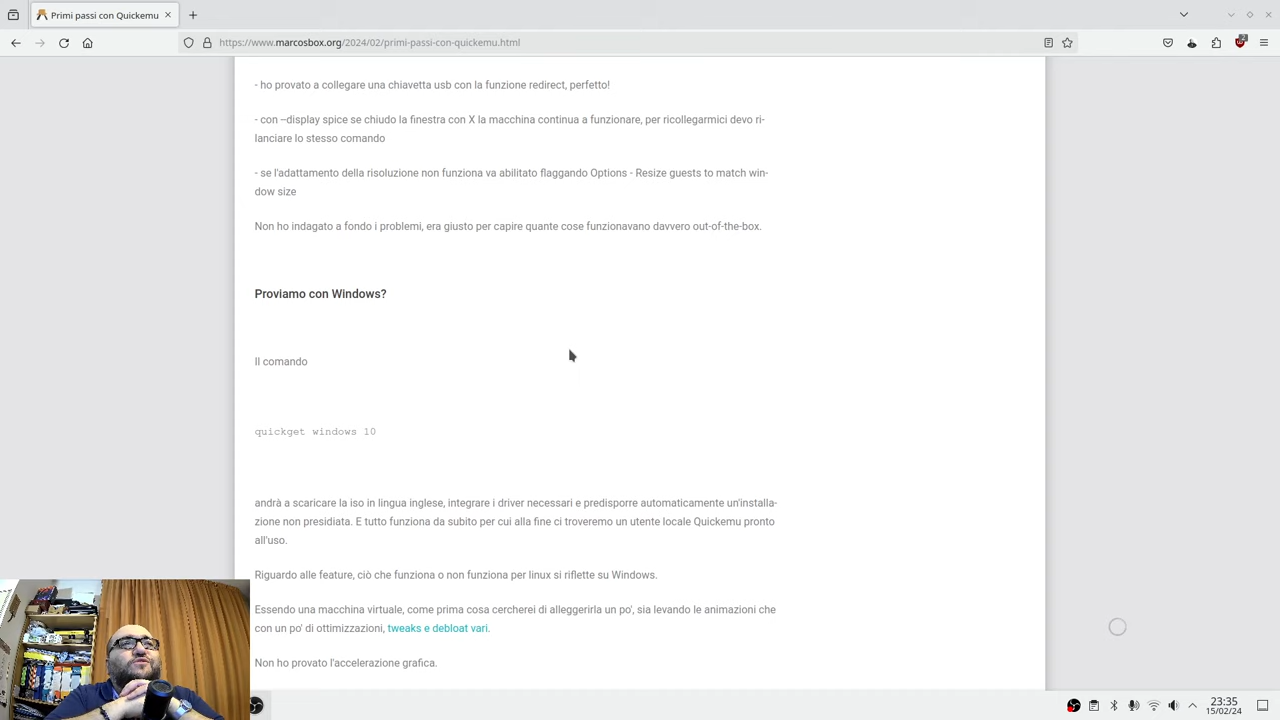 Primi passi con Quickemu
https://www.marcosbox.org/2024/02/primi-passi-con-quickemu.html
- ho provato a collegare una chiavetta usb con la funzione redirect, perfetto!
- con –display spice se chiudo la finestra con X la macchina continua a funzionare, per ricollegarmici devo ri-
lanciare lo stesso comando
- se l'adattamento della risoluzione non funziona va abilitato flaggando Options - Resize guests to match win-
dow size
Non ho indagato a fondo i problemi, era giusto per capire quante cose funzionavano davvero out-of-the-box.
Proviamo con Windows?
Il comando
quickget windows 10
andrà a scaricare la iso in lingua inglese, integrare i driver necessari e predisporre automaticamente un'installa-
zione non presidiata. E tutto funziona da subito per cui alla fine ci troveremo un utente locale Quickemu pronto
all'uso.
Riguardo alle feature, ciò che funziona o non funziona per linux si riflette su Windows.
Essendo una macchina virtuale, come prima cosa cercherei di alleggerirla un po', sia levando le animazioni che
con un po' di ottimizzazioni, tweaks e debloat vari.
Non ho provato l'accelerazione grafica.
23:35
15/02/24